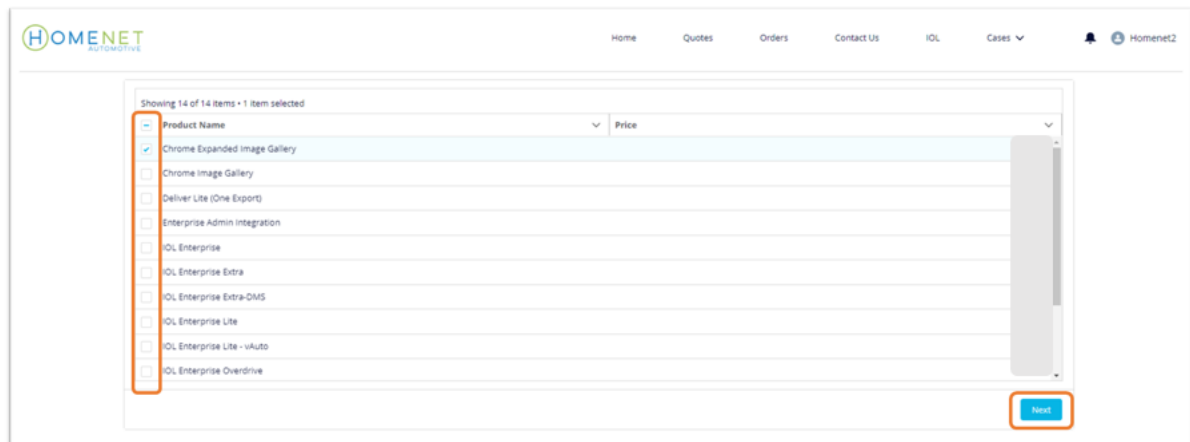 HOMENET
AUTOMOTIVE
Home Quotes Orders Contact Us IOL Cases Homenet2
Showing 14 of 14 items • 1 item selected
Product Name Price
Chrome Expanded Image Gallery
Chrome Image Gallery
Deliver Lite (One Export)
Enterprise Admin Integration
IOL Enterprise
IOL Enterprise Extra
IOL Enterprise Extra-DMS
IOL Enterprise Lite
IOL Enterprise Lite - vAuto
IOL Enterprise Overdrive
Next